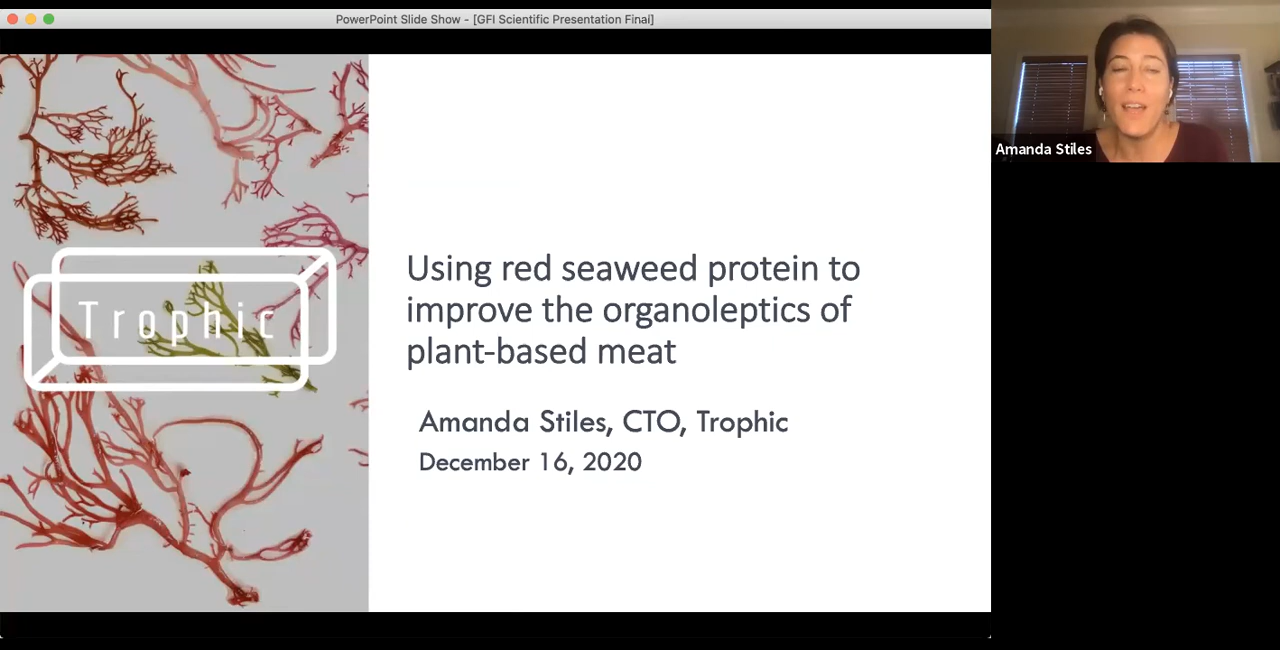 PowerPoint Slide Show - [GFI Scientific Presentation Final]
Amanda Stiles
Trophic
Using red seaweed protein to
improve the organoleptics of
plant-based meat
Amanda Stiles, CTO, Trophic
December 16, 2020